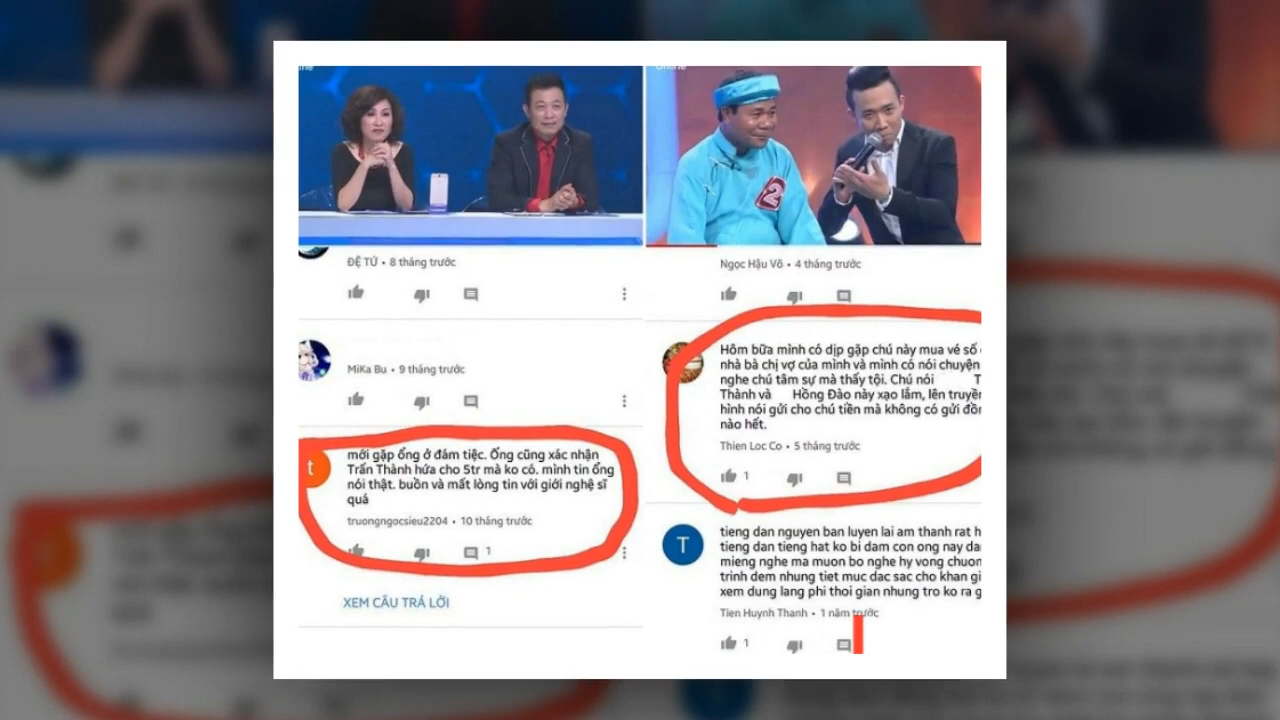 ĐỆ TỬ • 8 tháng trước
MiKa Bu • 9 tháng trước
t
mới gặp ổng ở đám tiệc. Ổng cũng xác nhận
Trấn Thành hứa cho 5tr mà ko có. mình tin ổng
nói thật. buồn và mất lòng tin với giới nghệ sĩ
quá
truongngocsieu2204 • 10 tháng trước
1
XEM CÂU TRẢ LỜI
2
Ngọc Hậu Võ • 4 tháng trước
Hôm bữa mình có dịp gặp chú này mua vé số
nhà bà chị vợ của mình và mình có nói chuyện
nghe chú tâm sự mà thấy tội. Chú nói T
Thành và Hồng Đào này xạo lắm, lên truyền
hình nói gửi cho chú tiền mà không có gửi đồn
nào hết.
Thien Loc Co • 5 tháng trước
1
T
tieng dan nguyen ban luyen lai am thanh rat h
tieng dan tieng hat ko bi dam con ong nay da
mieng nghe ma muon bo nghe hy vong chuon
trinh dem nhung tiet muc dac sac cho khan gi
xem dung lang phi thoi gian nhung tro ko ra g
Tien Huynh Thanh • 1 năm trước
1